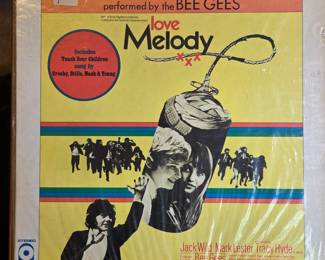 performed by the BEE GEES
love
Melody
Includes
Teach Your Children
sung by
Crosby, Stills, Nash & Young
Jack Wild, Mark Lester, Tracy Hyde
STEREO